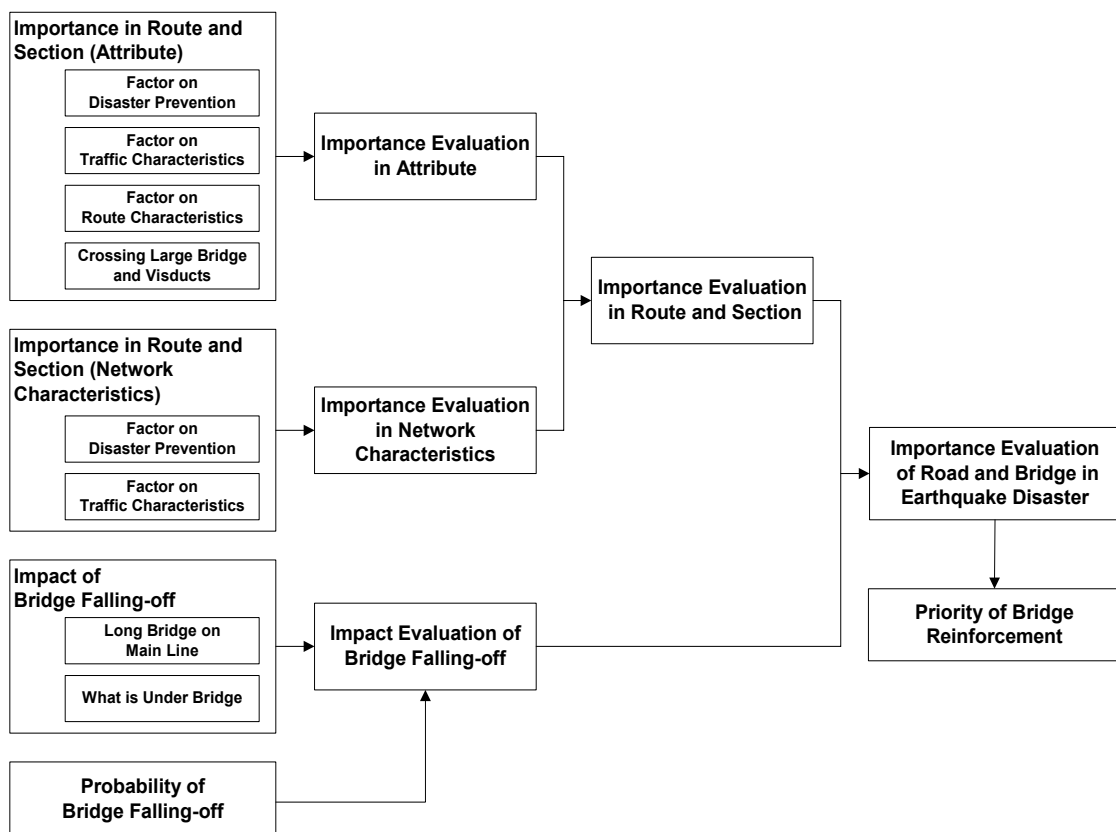 Importance in Route and
Section (Attribute)
Factor on
Disaster Prevention
Factor on
Traffic Characteristics
Factor on
Route Characteristics
Crossing Large Bridge
and Visducts
Importance Evaluation
in Attribute
Importance in Route and
Section (Network
Characteristics)
Factor on
Disaster Prevention
Factor on
Traffic Characteristics
Importance Evaluation
in Network
Characteristics
Importance Evaluation
in Route and Section
Impact of
Bridge Falling-off
Long Bridge on
Main Line
What is Under Bridge
Impact Evaluation of
Bridge Falling-off
Probability of
Bridge Falling-off
Importance Evaluation
of Road and Bridge in
Earthquake Disaster
Priority of Bridge
Reinforcement